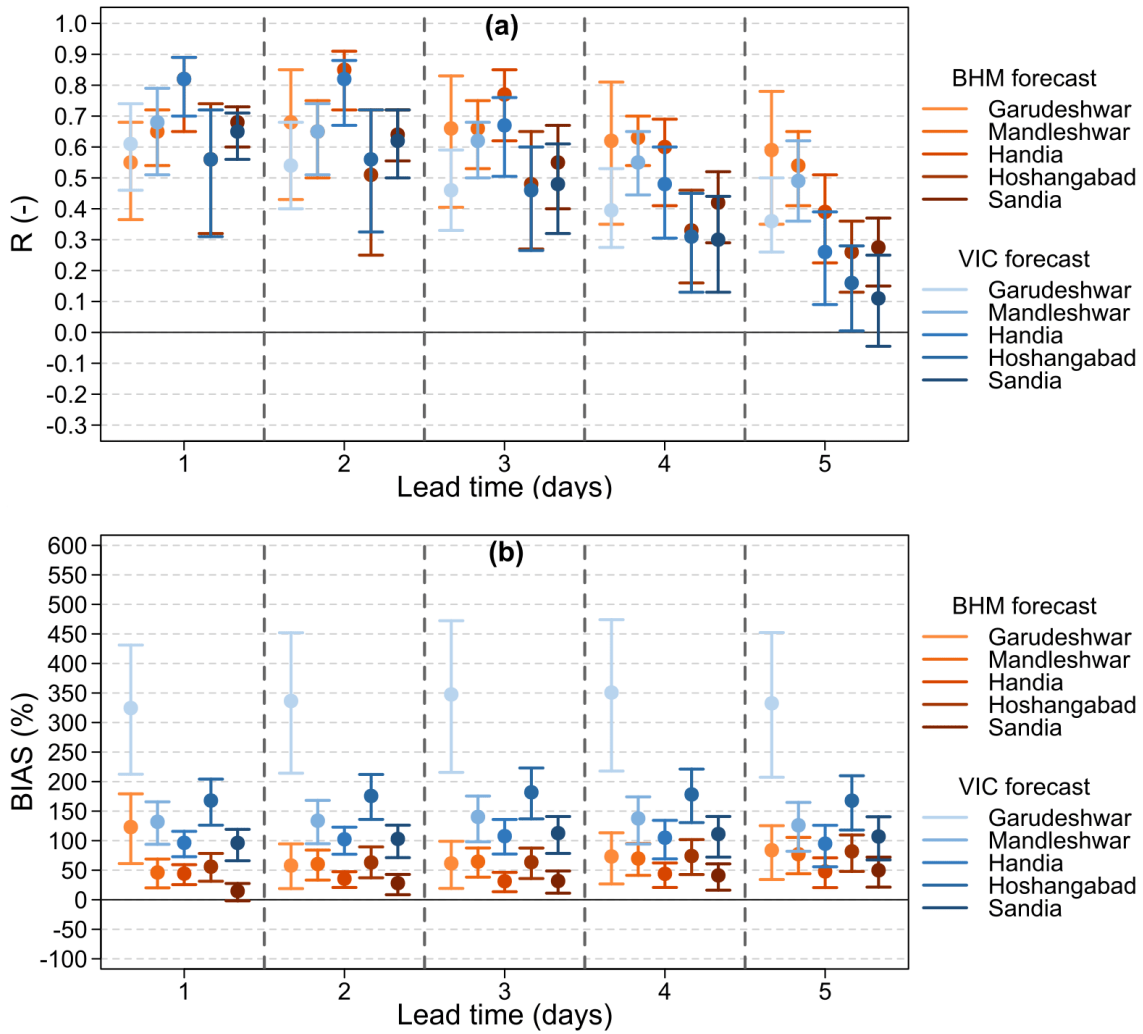 (a)
R (-)
1.0
0.9
0.8
0.7
0.6
0.5
0.4
0.3
0.2
0.1
0.0
-0.1
-0.2
-0.3
1 2 3 4 5
Lead time (days)
BHM forecast
Garudeshwar
Mandleshwar
Handia
Hoshangabad
Sandia
VIC forecast
Garudeshwar
Mandleshwar
Handia
Hoshangabad
Sandia
(b)
BIAS (%)
600
550
500
450
400
350
300
250
200
150
100
50
0
-50
-100
1 2 3 4 5
Lead time (days)
BHM forecast
Garudeshwar
Mandleshwar
Handia
Hoshangabad
Sandia
VIC forecast
Garudeshwar
Mandleshwar
Handia
Hoshangabad
Sandia